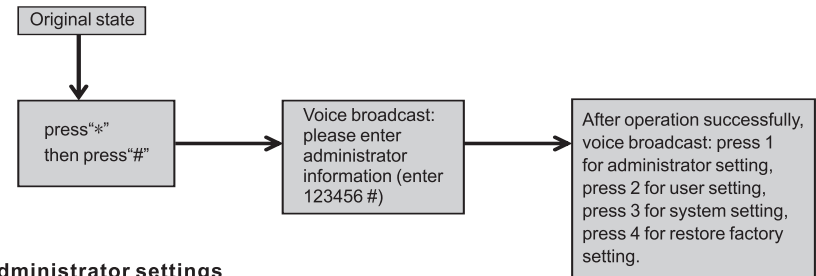 Original state
press“*”
then press“#”
Voice broadcast:
please enter
administrator
information (enter
123456 #)
After operation successfully,
voice broadcast: press 1
for administrator setting,
press 2 for user setting,
press 3 for system setting,
press 4 for restore factory
setting.
dministrator settings